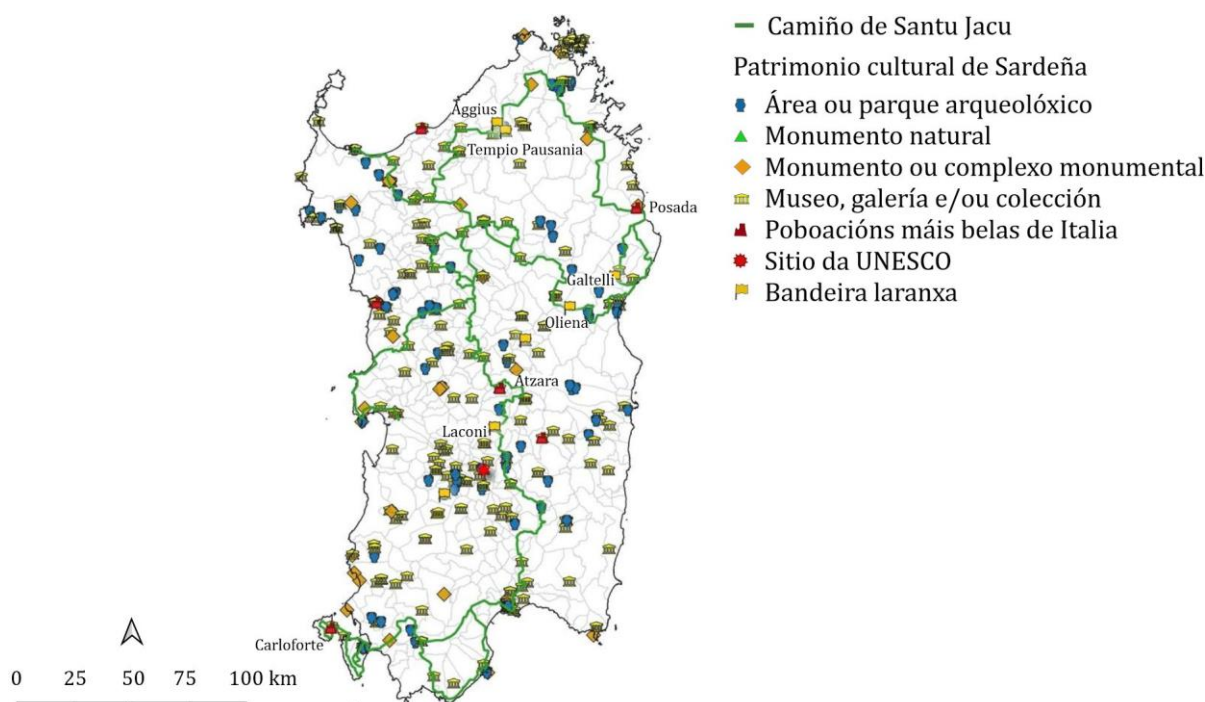 Camiño de Santu Jacu
Patrimonio cultural de Sardeña
Área ou parque arqueolóxico
Monumento natural
Monumento ou complexo monumental
Museo, galería e/ou colección
Poboacións máis belas de Italia
Sitio da UNESCO
Bandeira laranxa
Aggius
Tempio Pausania
Posada
Galtelli
Oliena
Atzara
Laconi
Carloforte
0 25 50 75 100 km